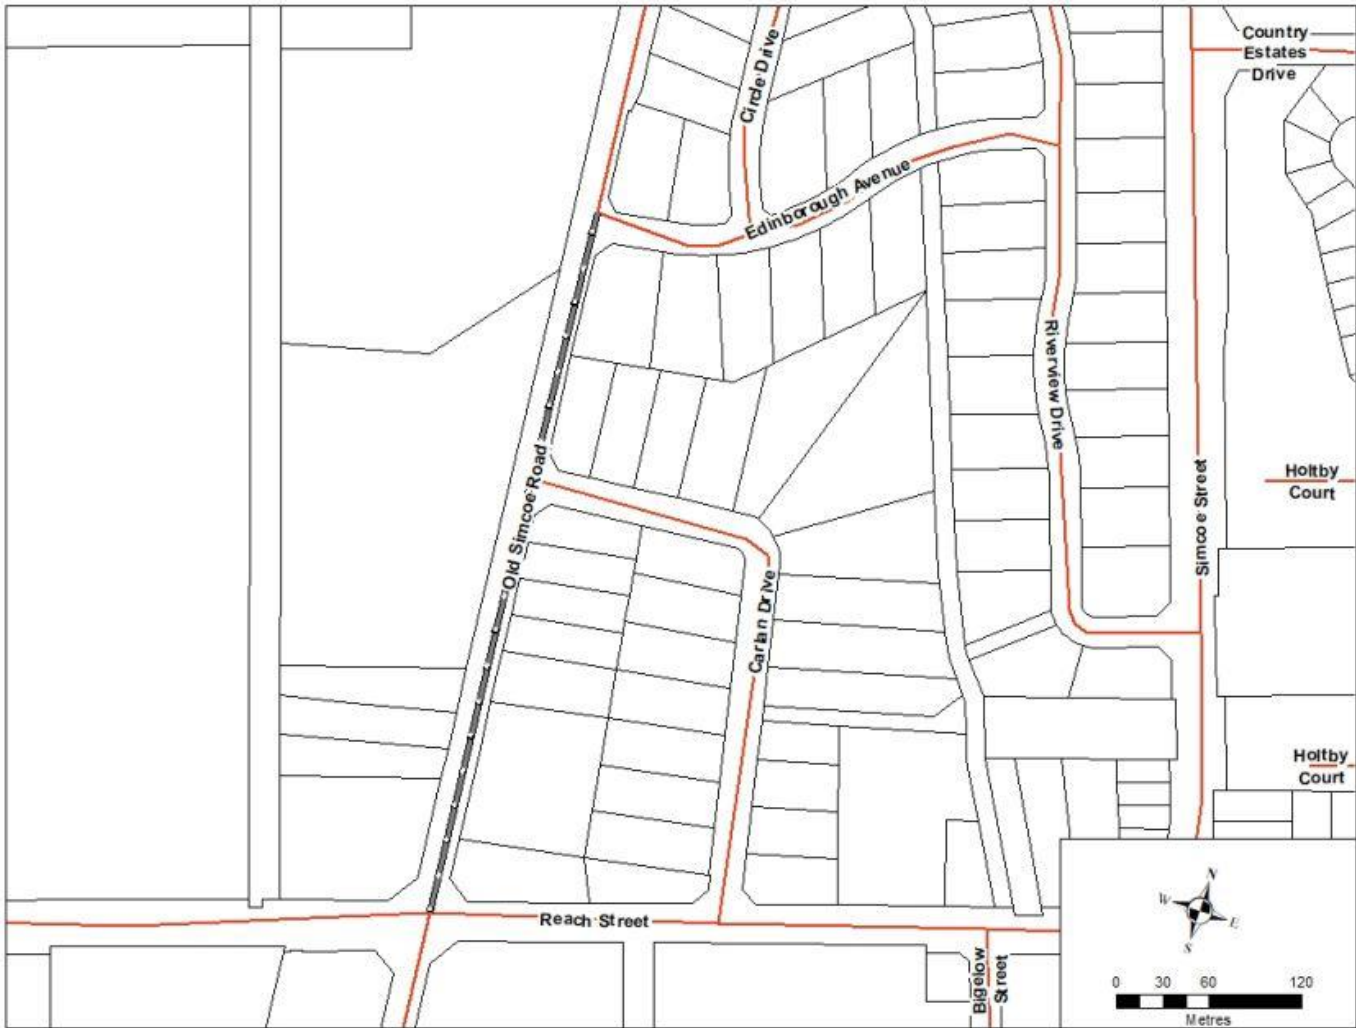 Country
Estates
Drive
Circle Drive
Edinborough Avenue
Riverview Drive
Old Simcoe Road
Simcoe Street
Holtby
Court
Carlan Drive
Holtby
Court
Reach Street
Bigelow
Street
N
W
E
S
0 30 60 120
Metres